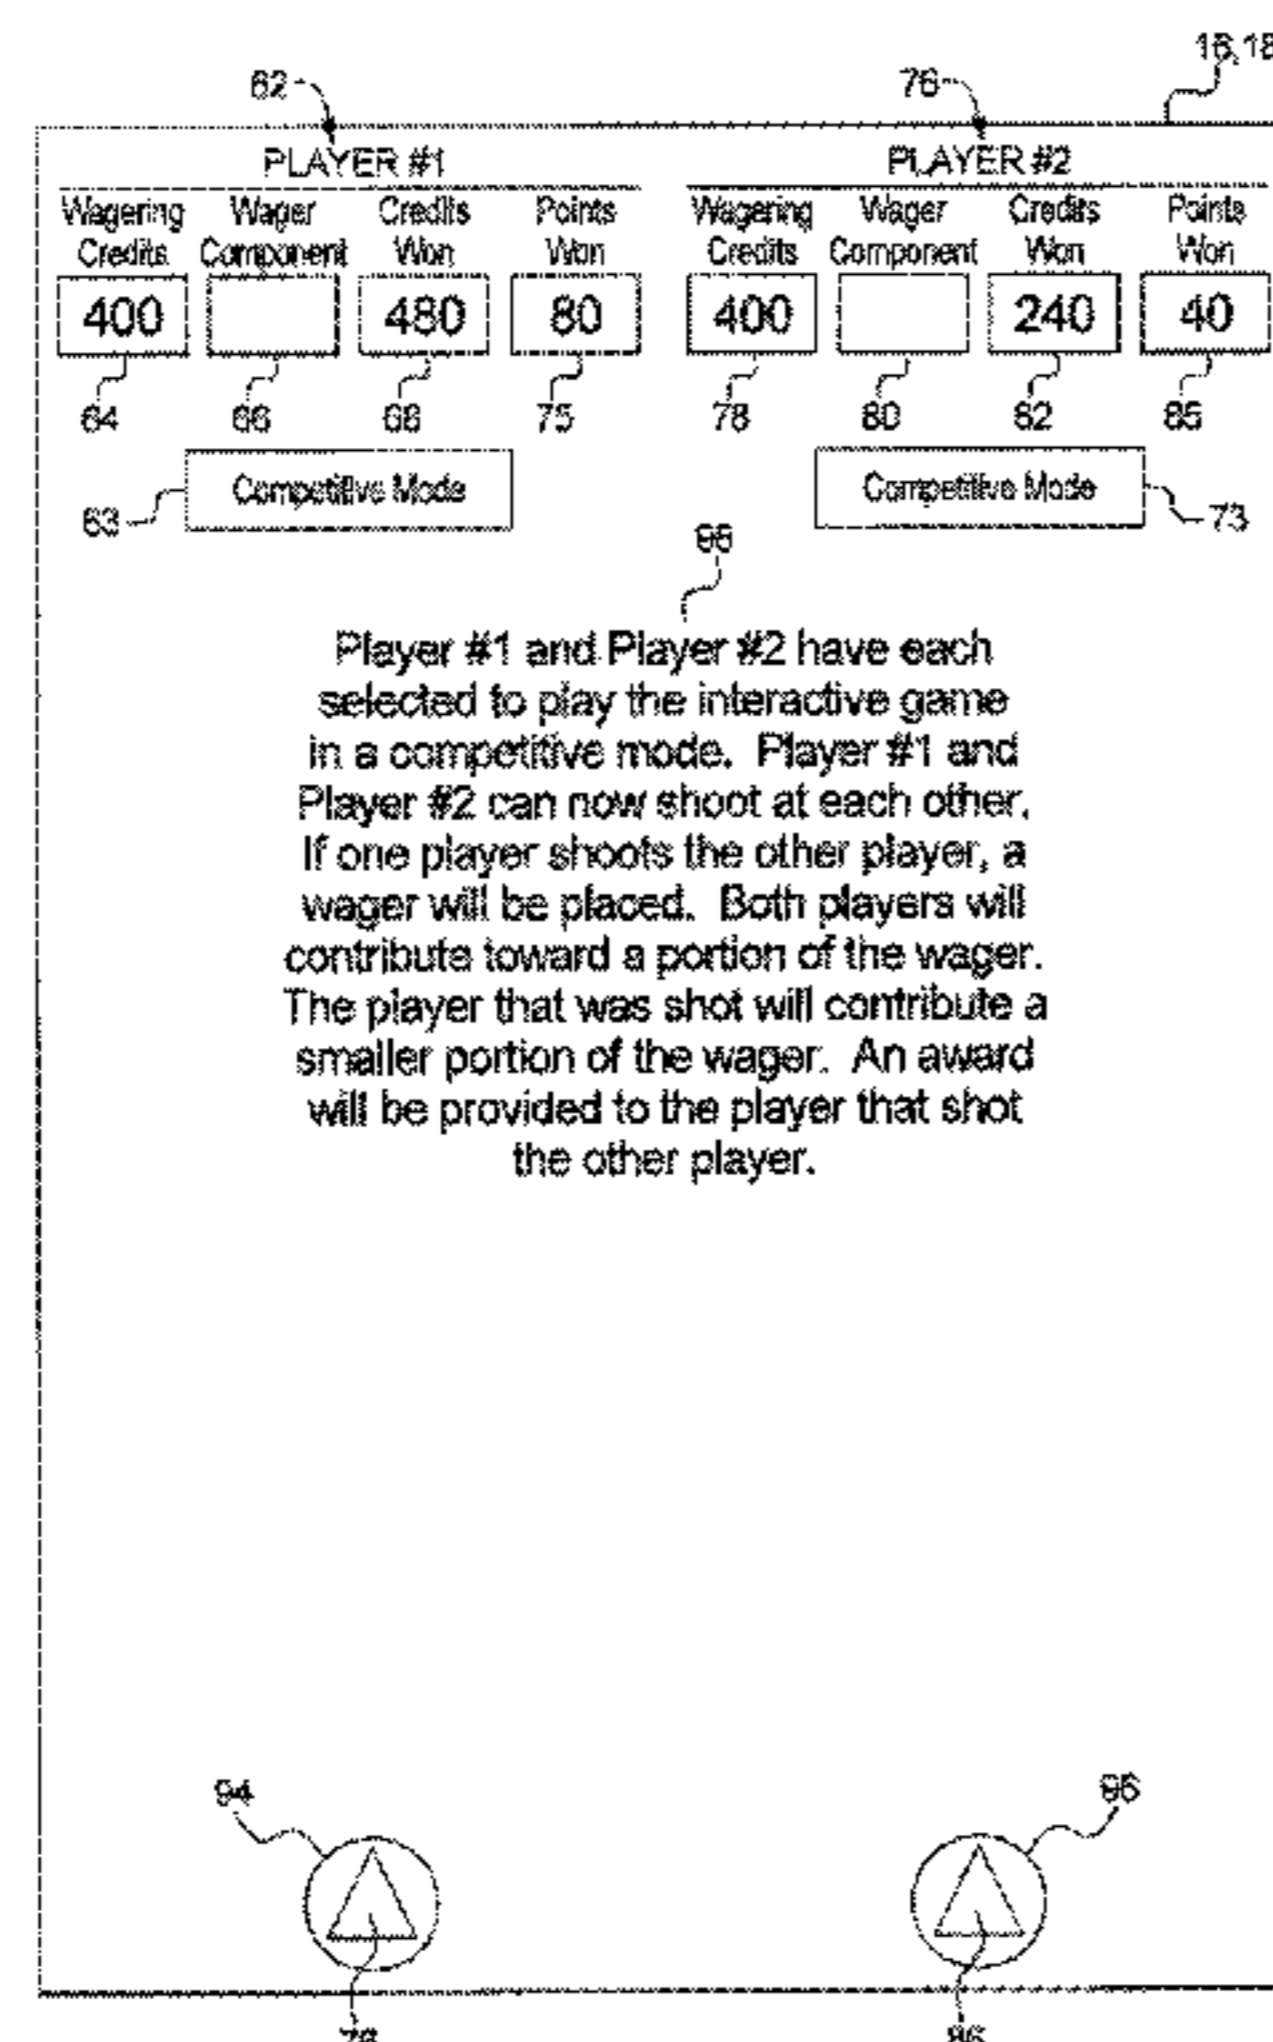 16,18
62
76
PLAYER #1
PLAYER #2
Wagering Credits
Wager Component
Credits Won
Points Won
Wagering Credits
Wager Component
Credits Won
Points Won
400
480
80
400
240
40
64
66
68
75
78
80
82
85
Competitive Mode
Competitive Mode
63
73
Player #1 and Player #2 have each
selected to play the interactive game
in a competitive mode. Player #1 and
Player #2 can now shoot at each other.
If one player shoots the other player, a
wager will be placed. Both players will
contribute toward a portion of the wager.
The player that was shot will contribute a
smaller portion of the wager. An award
will be provided to the player that shot
the other player.
94
86